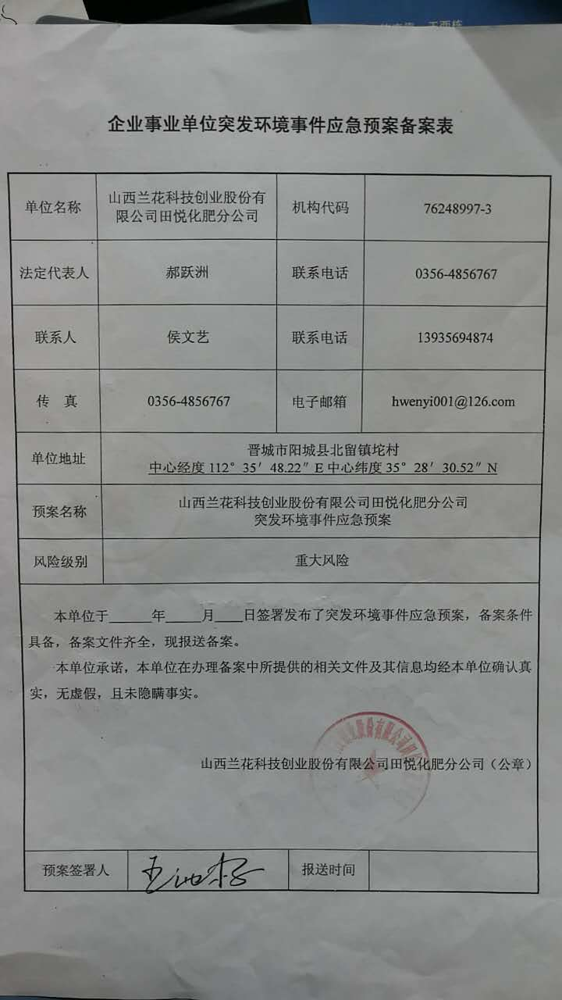 企业事业单位突发环境事件应急预案备案表
单位名称
山西兰花科技创业股份有
限公司田悦化肥分公司
机构代码
76248997-3
法定代表人
郝跃洲
联系电话
0356-4856767
联系人
侯文艺
联系电话
13935694874
传 真
0356-4856767
电子邮箱
hwenyi001@126.com
单位地址
晋城市阳城县北留镇坨村
中心经度 112° 35′ 48.22″ E 中心纬度 35° 28′ 30.52″ N
预案名称
山西兰花科技创业股份有限公司田悦化肥分公司
突发环境事件应急预案
风险级别
重大风险
本单位于______年_____月____日签署发布了突发环境事件应急预案，备案条件
具备，备案文件齐全，现报送备案。
本单位承诺，本单位在办理备案中所提供的相关文件及其信息均经本单位确认真
实，无虚假，且未隐瞒事实。
山西兰花科技创业股份有限公司田悦化肥分公司（公章）
预案签署人
报送时间